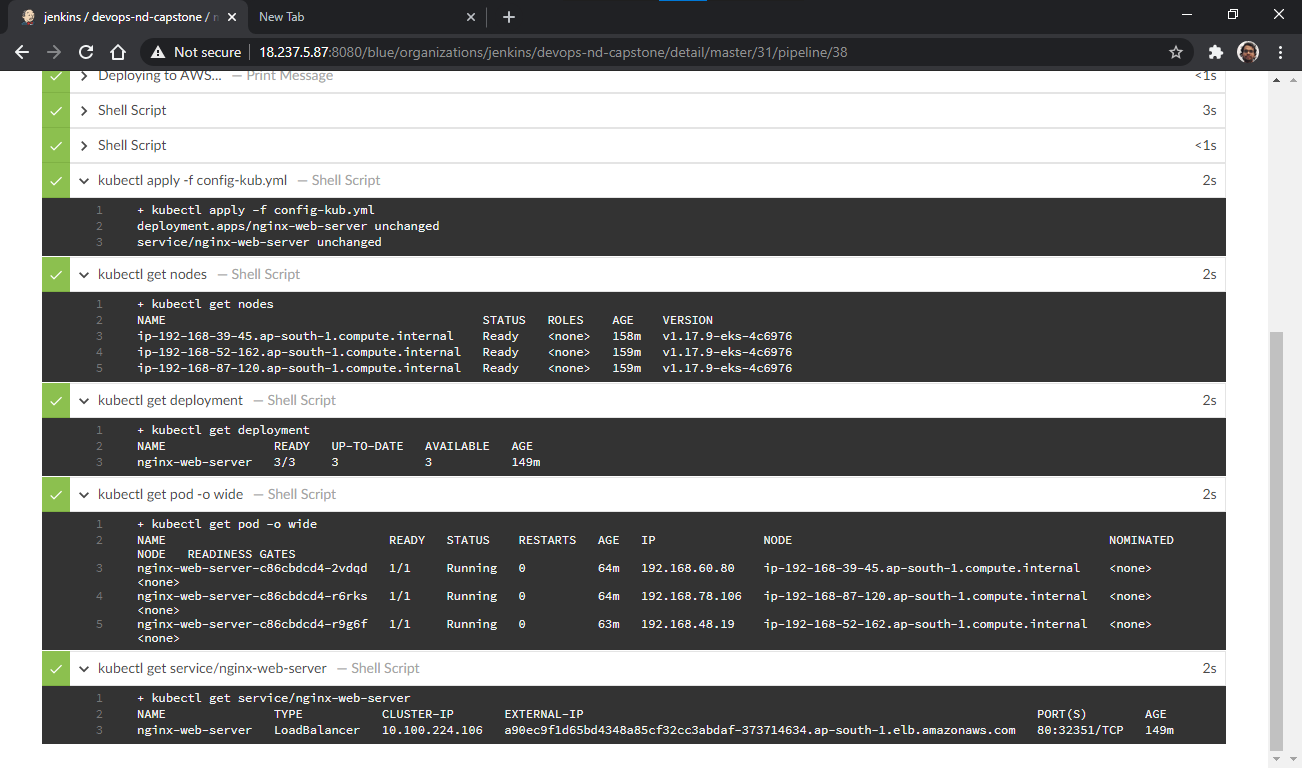 jenkins / devops-nd-capstone / n
New Tab
Not secure 18.237.5.87:8080/blue/organizations/jenkins/devops-nd-capstone/detail/master/31/pipeline/38
Deploying to AWS... — Print Message <1s
Shell Script 3s
Shell Script <1s
kubectl apply -f config-kub.yml — Shell Script 2s
1 + kubectl apply -f config-kub.yml
2 deployment.apps/nginx-web-server unchanged
3 service/nginx-web-server unchanged
kubectl get nodes — Shell Script 2s
1 + kubectl get nodes
2 NAME STATUS ROLES AGE VERSION
3 ip-192-168-39-45.ap-south-1.compute.internal Ready <none> 158m v1.17.9-eks-4c6976
4 ip-192-168-52-162.ap-south-1.compute.internal Ready <none> 159m v1.17.9-eks-4c6976
5 ip-192-168-87-120.ap-south-1.compute.internal Ready <none> 159m v1.17.9-eks-4c6976
kubectl get deployment — Shell Script 2s
1 + kubectl get deployment
2 NAME READY UP-TO-DATE AVAILABLE AGE
3 nginx-web-server 3/3 3 3 149m
kubectl get pod -o wide — Shell Script 2s
1 + kubectl get pod -o wide
2 NAME READY STATUS RESTARTS AGE IP NODE NOMINATED
NODE READINESS GATES
3 nginx-web-server-c86cbdcd4-2vdqd 1/1 Running 0 64m 192.168.60.80 ip-192-168-39-45.ap-south-1.compute.internal <none>
<none>
4 nginx-web-server-c86cbdcd4-r6rks 1/1 Running 0 64m 192.168.78.106 ip-192-168-87-120.ap-south-1.compute.internal <none>
<none>
5 nginx-web-server-c86cbdcd4-r9g6f 1/1 Running 0 63m 192.168.48.19 ip-192-168-52-162.ap-south-1.compute.internal <none>
<none>
kubectl get service/nginx-web-server — Shell Script 2s
1 + kubectl get service/nginx-web-server
2 NAME TYPE CLUSTER-IP EXTERNAL-IP PORT(S) AGE
3 nginx-web-server LoadBalancer 10.100.224.106 a90ec9f1d65bd4348a85cf32cc3abdaf-373714634.ap-south-1.elb.amazonaws.com 80:32351/TCP 149m